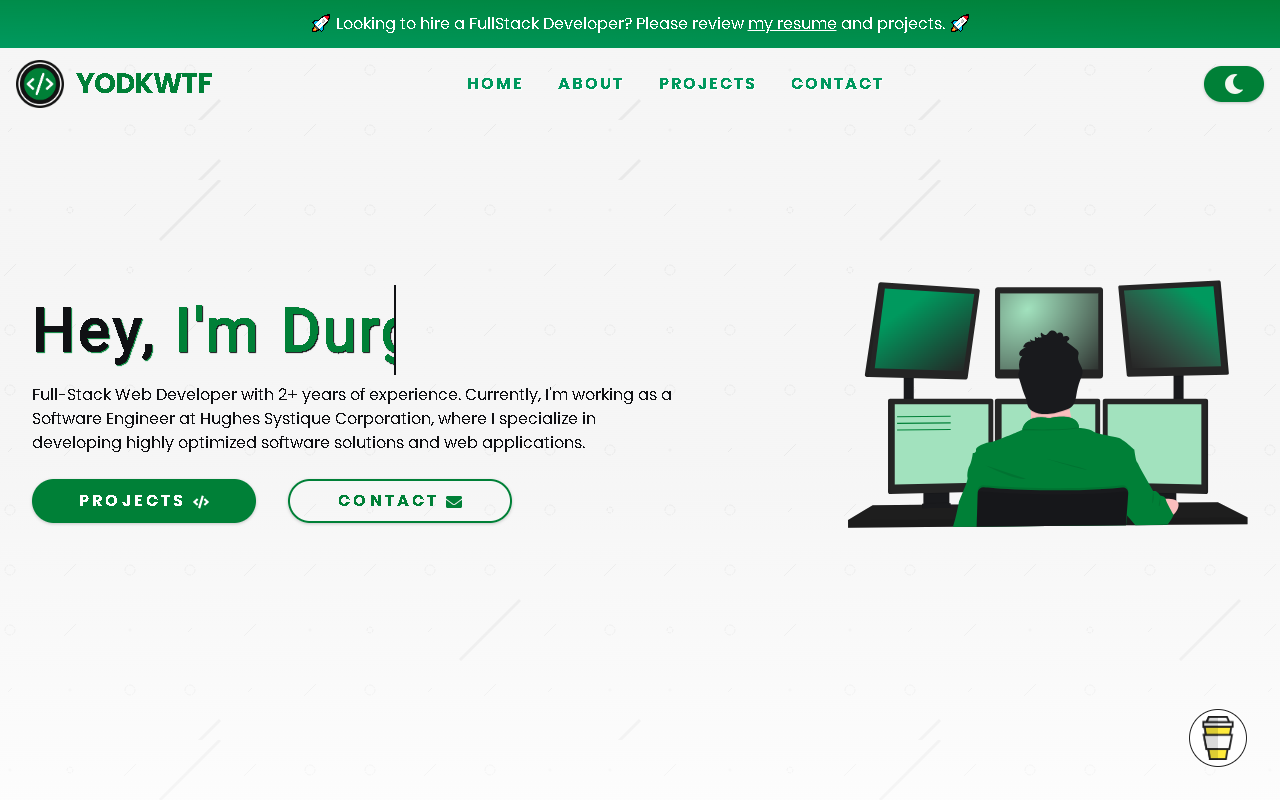 🚀 Looking to hire a FullStack Developer? Please review my resume and projects. 🚀
YODKWTF
HOME ABOUT PROJECTS CONTACT
Hey, I'm Durg
Full-Stack Web Developer with 2+ years of experience. Currently, I'm working as a
Software Engineer at Hughes Systique Corporation, where I specialize in
developing highly optimized software solutions and web applications.
PROJECTS </>
CONTACT